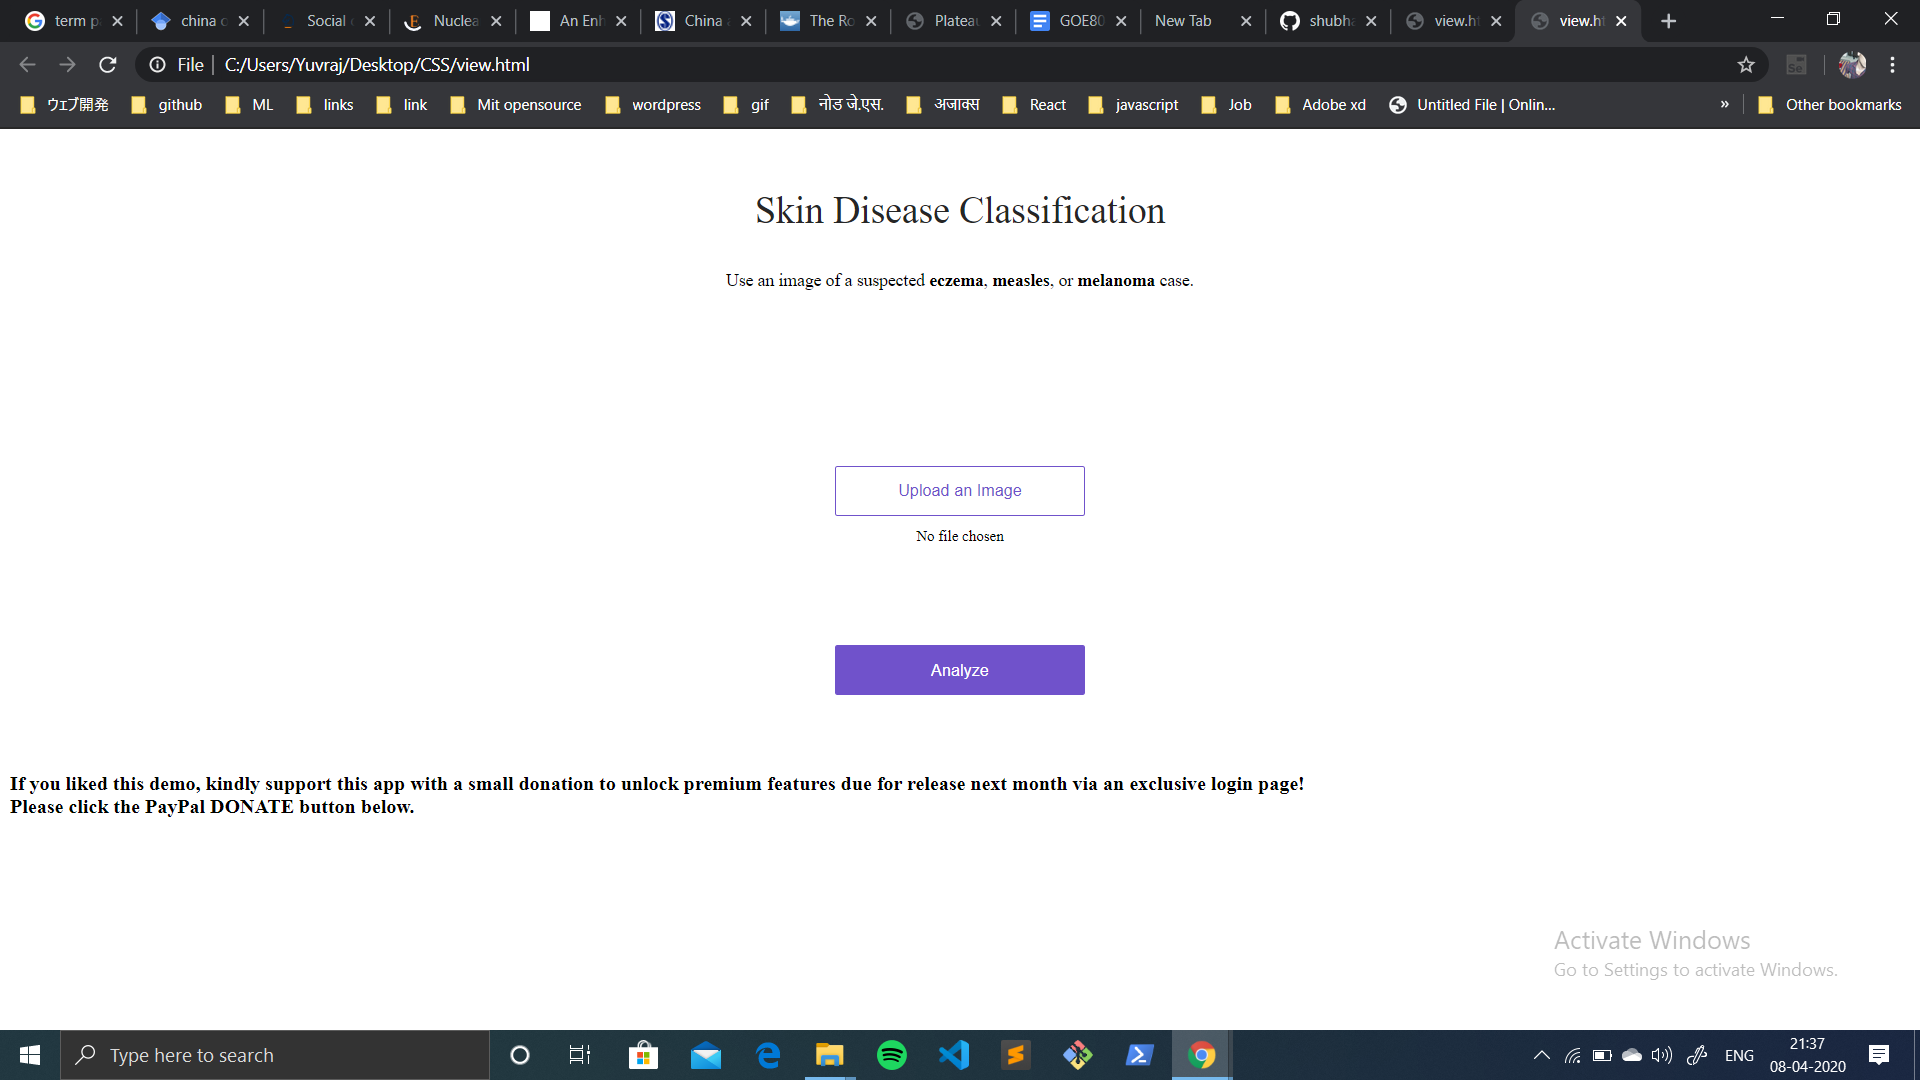 term p
china c
Social
Nuclea
An Enh
China
The Ro
Plateau
GOE80
New Tab
shubha
view.ht
view.ht
File
C:/Users/Yuvraj/Desktop/CSS/view.html
ウェブ開発
github
ML
links
link
Mit opensource
wordpress
gif
नोड जे.एस.
अजाक्स
React
javascript
Job
Adobe xd
Untitled File | Onlin...
»
Other bookmarks
Skin Disease Classification
Use an image of a suspected eczema, measles, or melanoma case.
Upload an Image
No file chosen
Analyze
If you liked this demo, kindly support this app with a small donation to unlock premium features due for release next month via an exclusive login page!
Please click the PayPal DONATE button below.
Activate Windows
Go to Settings to activate Windows.
Type here to search
ENG
21:37
08-04-2020